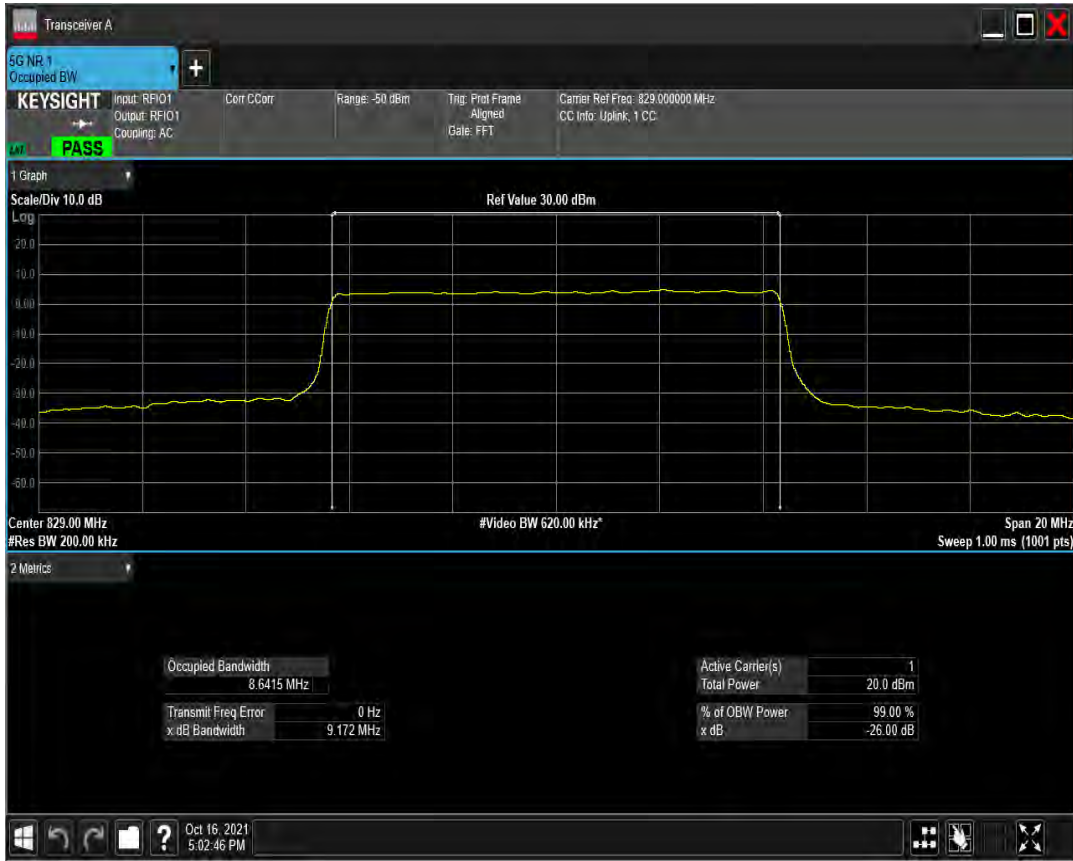 Transceiver A
5G NR 1
Occupied BW
+
KEYSIGHT
PASS
Input: RFIO1
Output: RFIO1
Coupling: AC
Corr CCorr
Range: -50 dBm
Trig: Prot Frame
Aligned
Gate: FFT
Carrier Ref Freq: 829.000000 MHz
CC Info: Uplink, 1 CC
1 Graph
Scale/Div 10.0 dB
Ref Value 30.00 dBm
Log
20.0
10.0
0.00
-10.0
-20.0
-30.0
-40.0
-50.0
-60.0
Center 829.00 MHz
#Video BW 620.00 kHz*
Span 20 MHz
#Res BW 200.00 kHz
Sweep 1.00 ms (1001 pts)
2 Metrics
Occupied Bandwidth
8.6415 MHz
Transmit Freq Error 0 Hz
x dB Bandwidth 9.172 MHz
Active Carrier(s) 1
Total Power 20.0 dBm
% of OBW Power 99.00 %
x dB -26.00 dB
?
Oct 16, 2021
5:02:46 PM